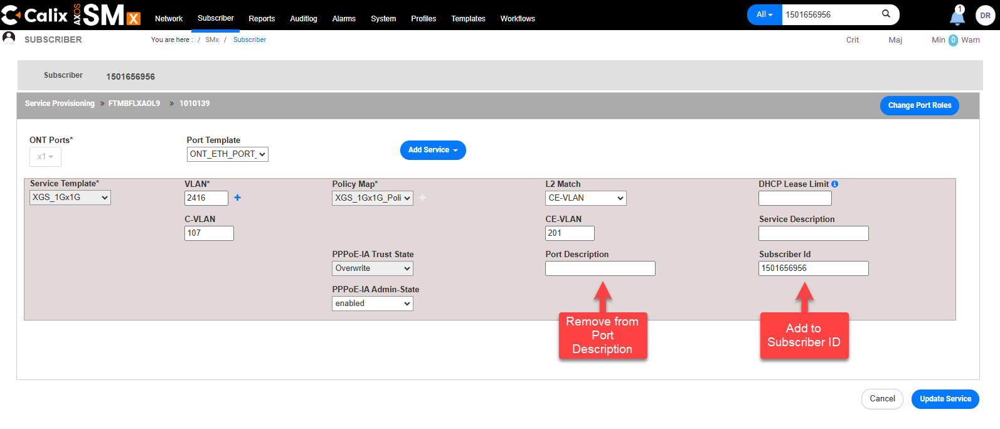 Calix AXOS SMx
Network Subscriber Reports Auditlog Alarms System Profiles Templates Workflows
All 1501656956
1
DR
SUBSCRIBER
You are here : / SMx / Subscriber
Crit Maj Min 0 Warn
Subscriber 1501656956
Service Provisioning » FTMBFLXAOL9 » 1010139
Change Port Roles
ONT Ports* Port Template
x1 ONT_ETH_PORT_ Add Service
Service Template* VLAN* Policy Map* L2 Match DHCP Lease Limit
XGS_1Gx1G 2416 + XGS_1Gx1G_Poli + CE-VLAN
C-VLAN CE-VLAN Service Description
107 201
PPPoE-IA Trust State Port Description Subscriber Id
Overwrite 1501656956
PPPoE-IA Admin-State
enabled
Remove from
Port
Description
Add to
Subscriber ID
Cancel Update Service